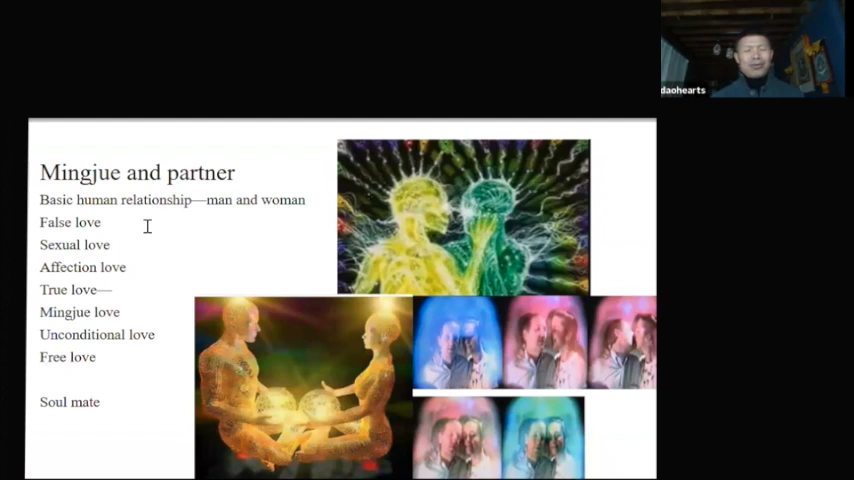 daohearts
Mingjue and partner
Basic human relationship—man and woman
False love
Sexual love
Affection love
True love—
Mingjue love
Unconditional love
Free love
Soul mate